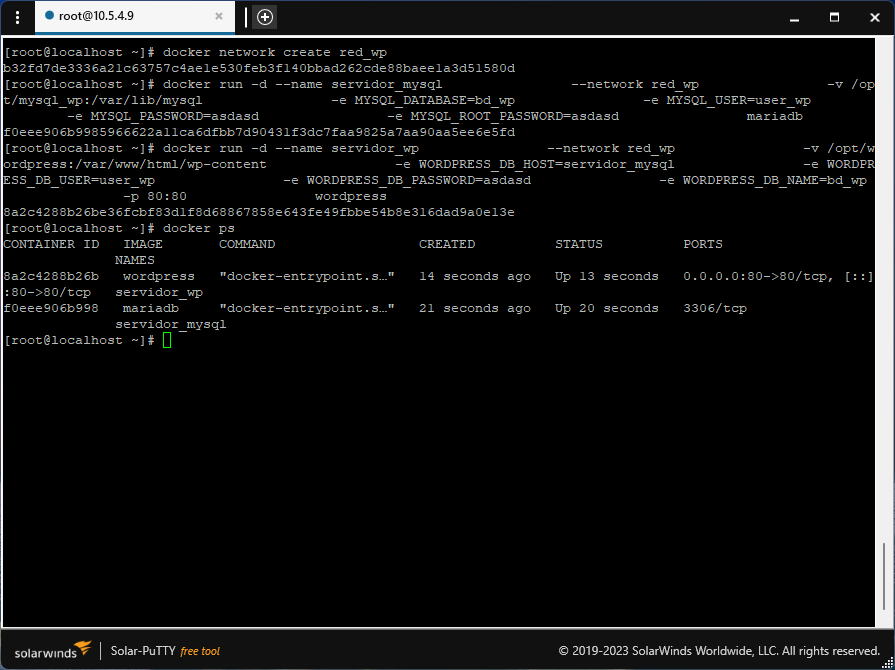 root@10.5.4.9
[root@localhost ~]# docker network create red_wp
b32fd7de3336a21c63757c4ae1e530feb3f140bbad262cde88baee1a3d51580d
[root@localhost ~]# docker run -d --name servidor_mysql                --network red_wp                -v /op
t/mysql_wp:/var/lib/mysql                -e MYSQL_DATABASE=bd_wp                -e MYSQL_USER=user_wp
        -e MYSQL_PASSWORD=asdasd                -e MYSQL_ROOT_PASSWORD=asdasd                mariadb
f0eee906b9985966622a11ca6dfbb7d90431f3dc7faa9825a7aa90aa5ee6e5fd
[root@localhost ~]# docker run -d --name servidor_wp                --network red_wp                -v /opt/w
ordpress:/var/www/html/wp-content                -e WORDPRESS_DB_HOST=servidor_mysql                -e WORDPR
ESS_DB_USER=user_wp                -e WORDPRESS_DB_PASSWORD=asdasd                -e WORDPRESS_DB_NAME=bd_wp
               -p 80:80                wordpress
8a2c4288b26be36fcbf83d1f8d68867858e643fe49fbbe54b8e316dad9a0e13e
[root@localhost ~]# docker ps
CONTAINER ID   IMAGE       COMMAND                  CREATED          STATUS          PORTS
              NAMES
8a2c4288b26b   wordpress   "docker-entrypoint.s…"   14 seconds ago   Up 13 seconds   0.0.0.0:80->80/tcp, [::]
:80->80/tcp   servidor_wp
f0eee906b998   mariadb     "docker-entrypoint.s…"   21 seconds ago   Up 20 seconds   3306/tcp
              servidor_mysql
[root@localhost ~]#
solarwinds Solar-PuTTY free tool © 2019-2023 SolarWinds Worldwide, LLC. All rights reserved.